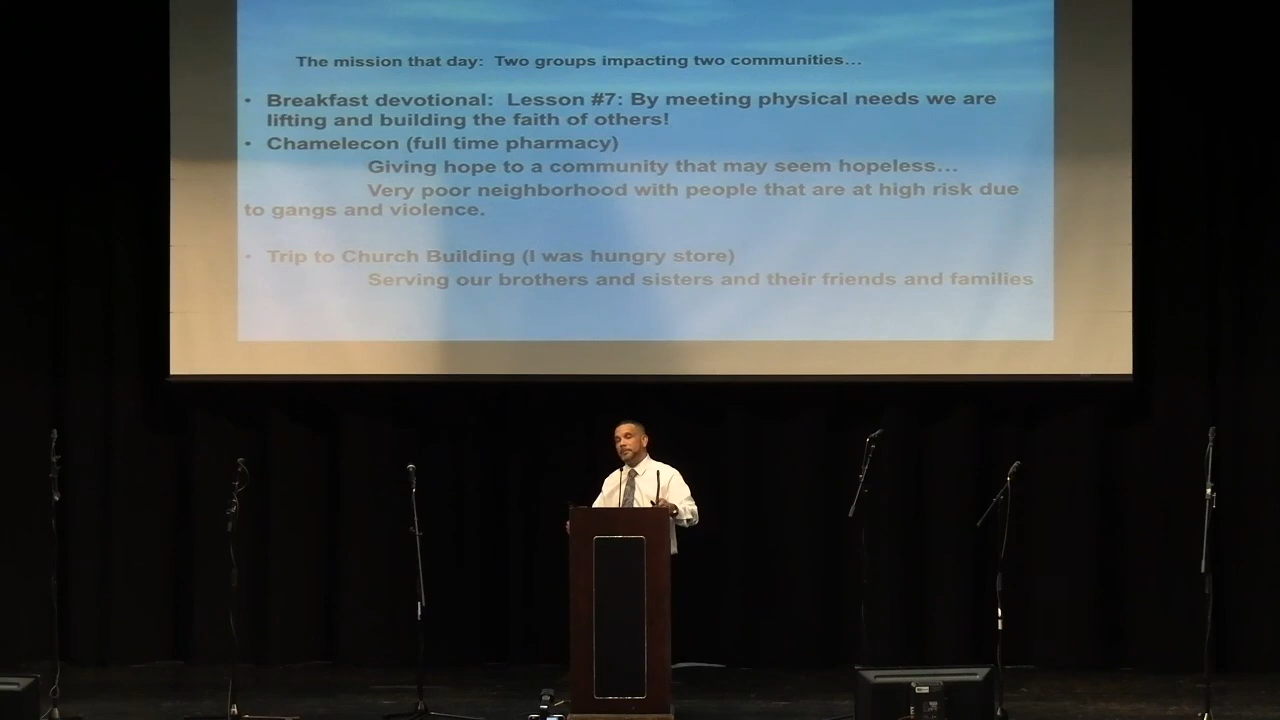 The mission that day: Two groups impacting two communities...
• Breakfast devotional: Lesson #7: By meeting physical needs we are
lifting and building the faith of others!
• Chamelecon (full time pharmacy)
Giving hope to a community that may seem hopeless...
Very poor neighborhood with people that are at high risk due
to gangs and violence.
• Trip to Church Building (I was hungry store)
Serving our brothers and sisters and their friends and families